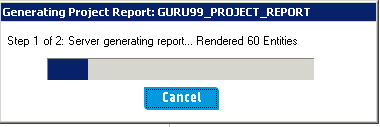 Generating Project Report: GURU99_PROJECT_REPORT
Step 1 of 2: Server generating report... Rendered 60 Entities
Cancel